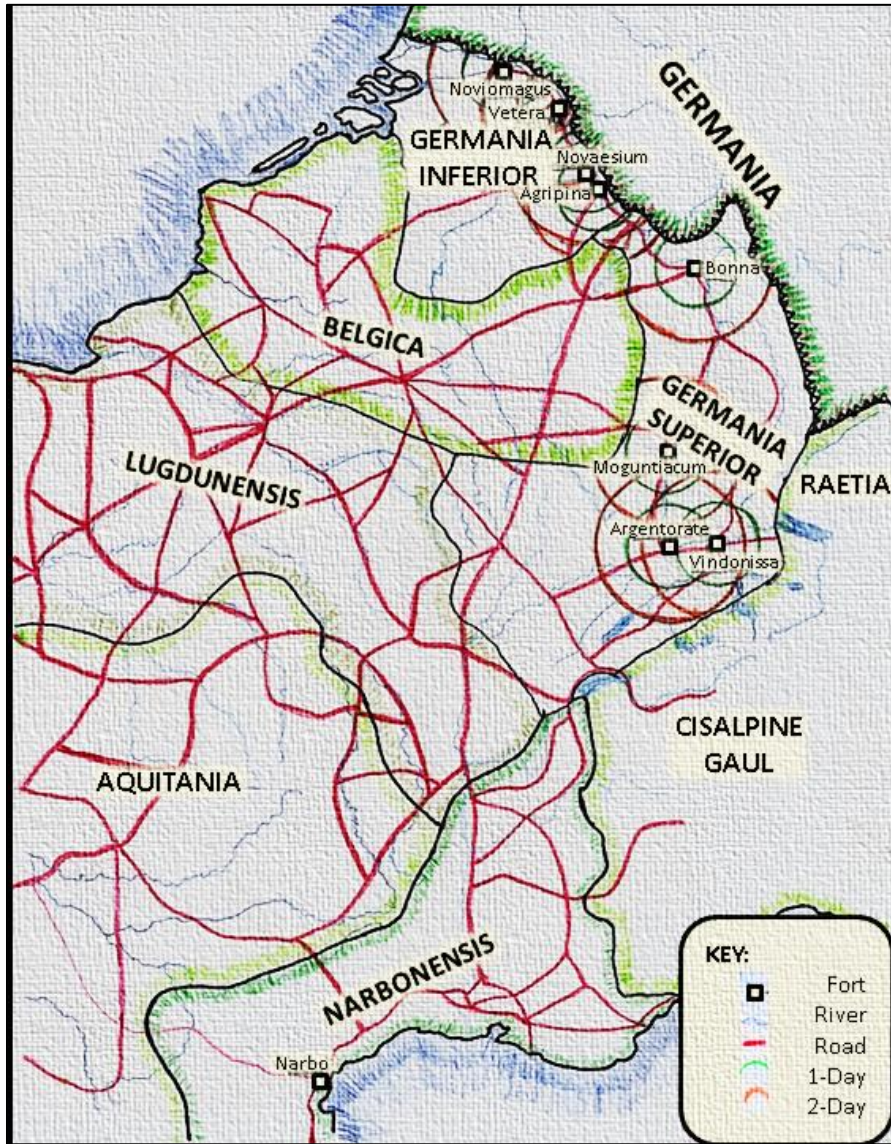 Noviomagus
Vetera
GERMANIA
GERMANIA
INFERIOR
Novaesium
Agripina
Bonna
BELGICA
GERMANIA
SUPERIOR
Moguntiacum
RAETIA
LUGDUNENSIS
Argentorate
Vindonissa
CISALPINE
GAUL
AQUITANIA
NARBONENSIS
Narbo
KEY:
Fort
River
Road
1-Day
2-Day